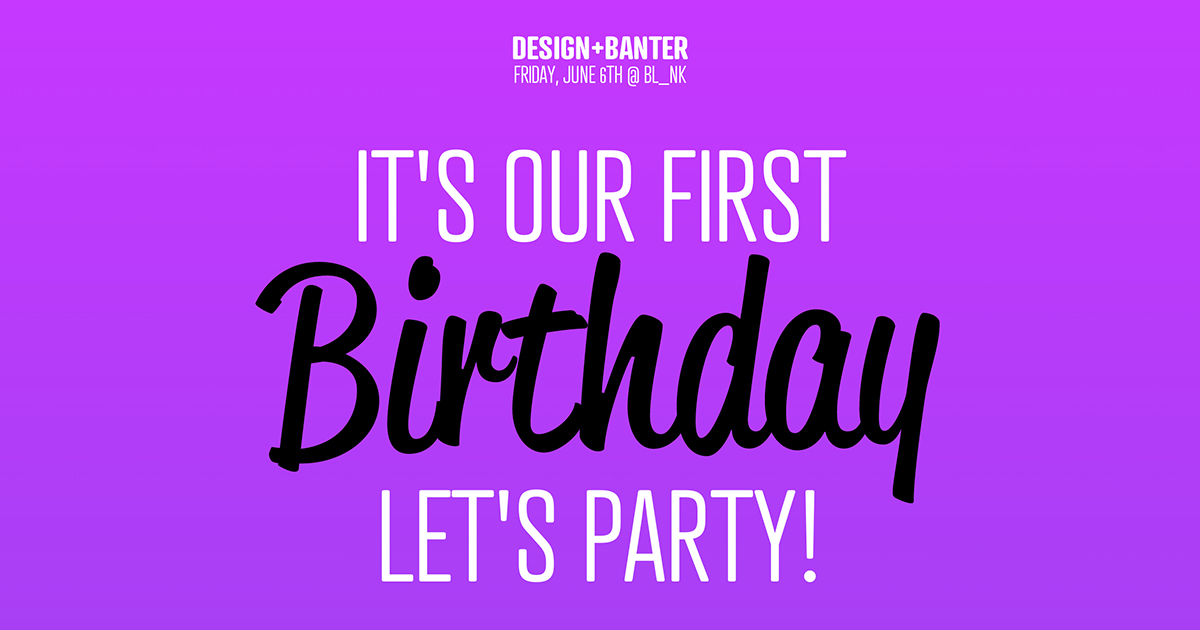 DESIGN+BANTER
FRIDAY, JUNE 6TH @ BL_NK
IT'S OUR FIRST
Birthday
LET'S PARTY!